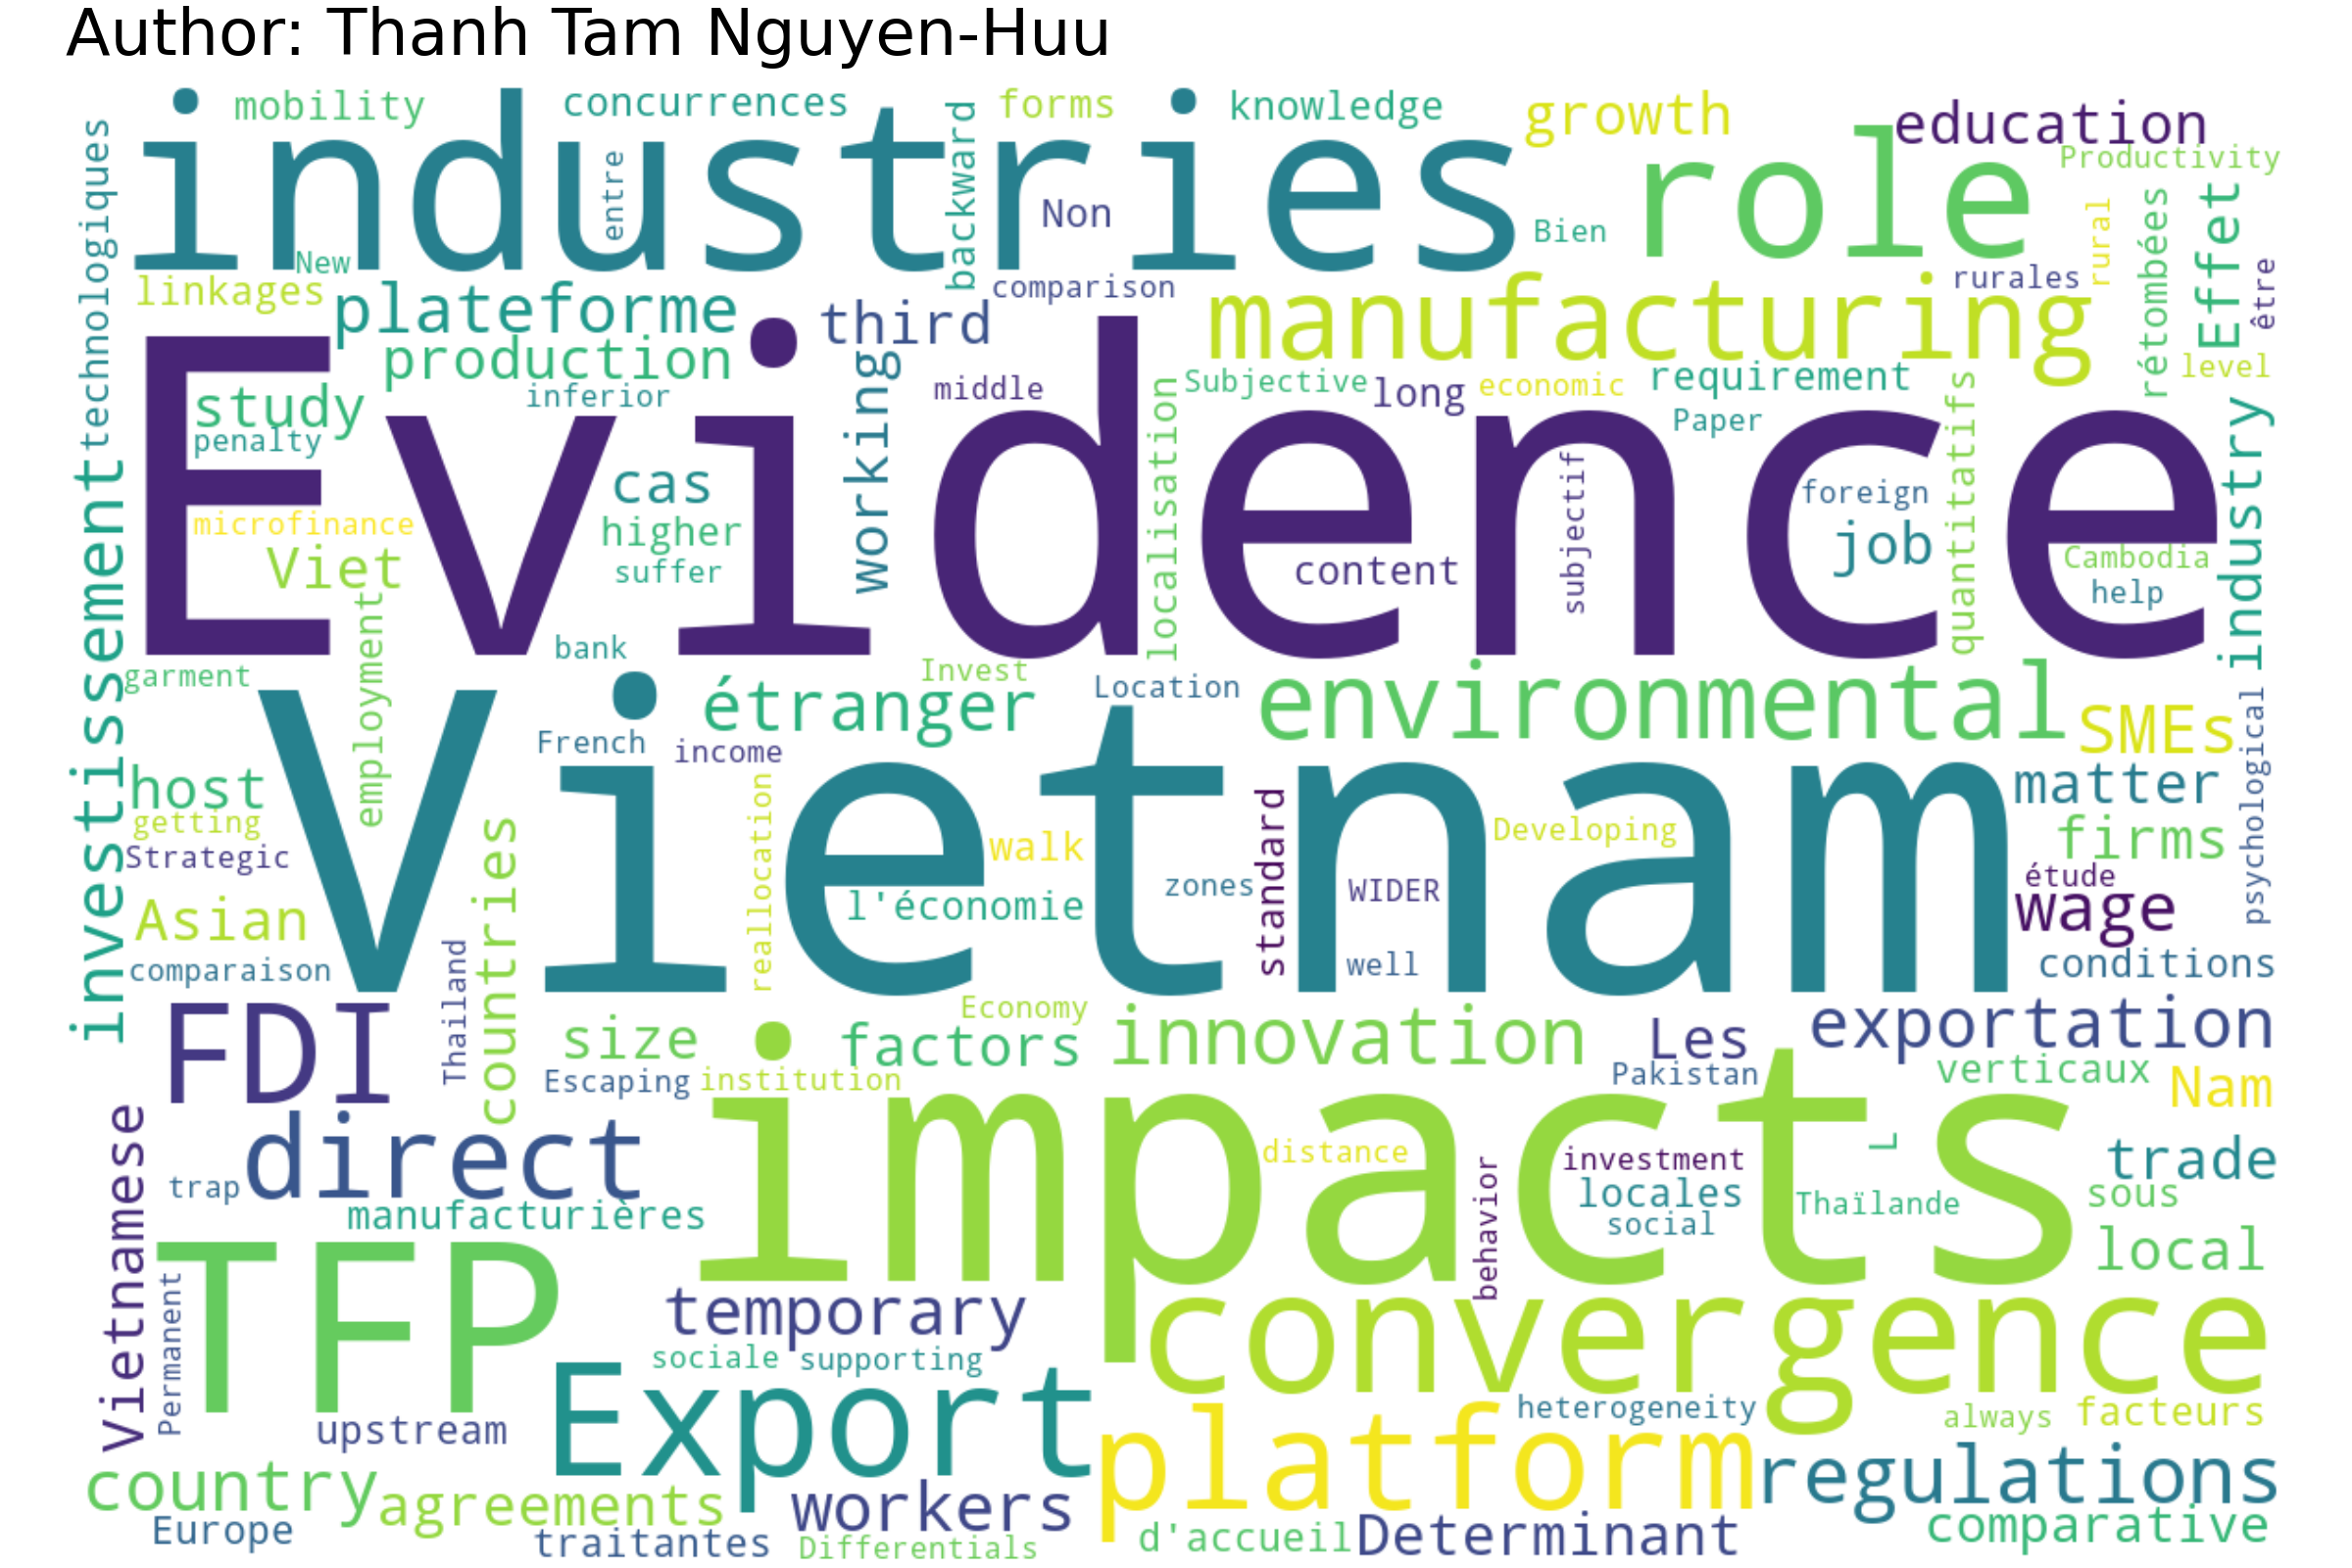 Author: Thanh Tam Nguyen-Huu
industries
mobility
concurrences
forms
knowledge
growth
education
role
Productivity
technologiques
entre
backward
Non
Bien
New
linkages
plateforme
third
comparison
manufacturing
rurales
rural
rétombées
Effet
être
level
production
study
penalty
inferior
middle
working
Subjective
long
economic
requirement
Paper
Evidence
cas
higher
suffer
microfinance
Viet
localisation
content
subjectif
foreign
job
quantitatifs
Cambodia
help
industry
investissement
garment
employment
bank
étranger
Invest
Location
environmental
SMEs
matter
firms
psychological
host
getting
Strategic
Asian
comparaison
Vietnam
French
income
reallocation
walk
l'économie
zones
standard
WIDER
well
Developing
étude
wage
conditions
countries
Thailand
FDI
size
factors
Economy
innovation
Les
exportation
Escaping
institution
Pakistan
verticaux
Nam
direct
trap
impacts
distance
investment
locales
social
behavior
L
Thaïlande
trade
sous
local
Vietnamese
Permanent
manufacturières
TFP
temporary
sociale
supporting
convergence
upstream
Export
platform
heterogeneity
always
facteurs
regulations
country
agreements
workers
Europe
traitantes
Differentials
d'accueil
Determinant
comparative